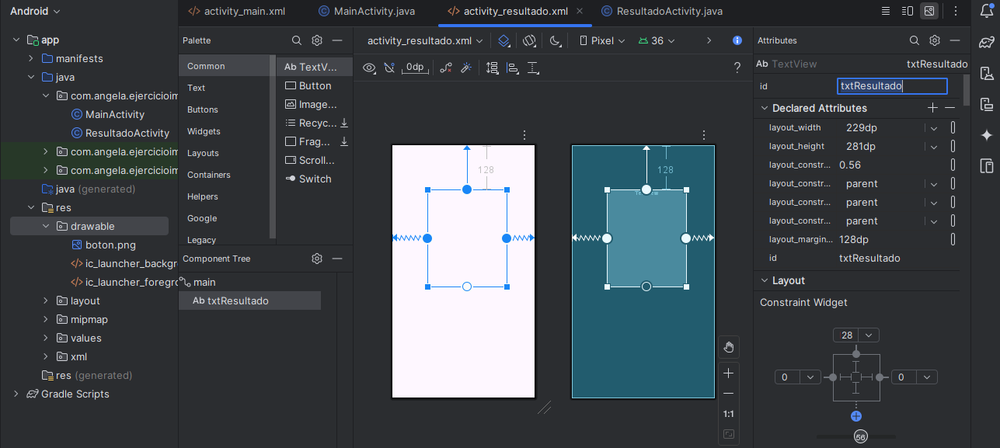 Android
activity_main.xml
MainActivity.java
activity_resultado.xml
ResultadoActivity.java
app
manifests
java
com.angela.ejercicioim
MainActivity
ResultadoActivity
com.angela.ejercicioim
com.angela.ejercicioim
java (generated)
res
drawable
boton.png
ic_launcher_backgr
ic_launcher_foregr
layout
mipmap
values
xml
res (generated)
Gradle Scripts
Palette
Common
Text
Buttons
Widgets
Layouts
Containers
Helpers
Google
Legacy
Ab TextV...
Button
Image...
Recyc...
Frag...
Scroll...
Switch
Component Tree
main
Ab txtResultado
activity_resultado.xml
Pixel
36
0dp
?
128
128
TextView
1:1
Attributes
Ab TextView txtResultado
id txtResultado
Declared Attributes
layout_width 229dp
layout_height 281dp
layout_constr... 0.56
layout_constr... parent
layout_constr... parent
layout_constr... parent
layout_margin... 128dp
id txtResultado
Layout
Constraint Widget
28
0
0
56